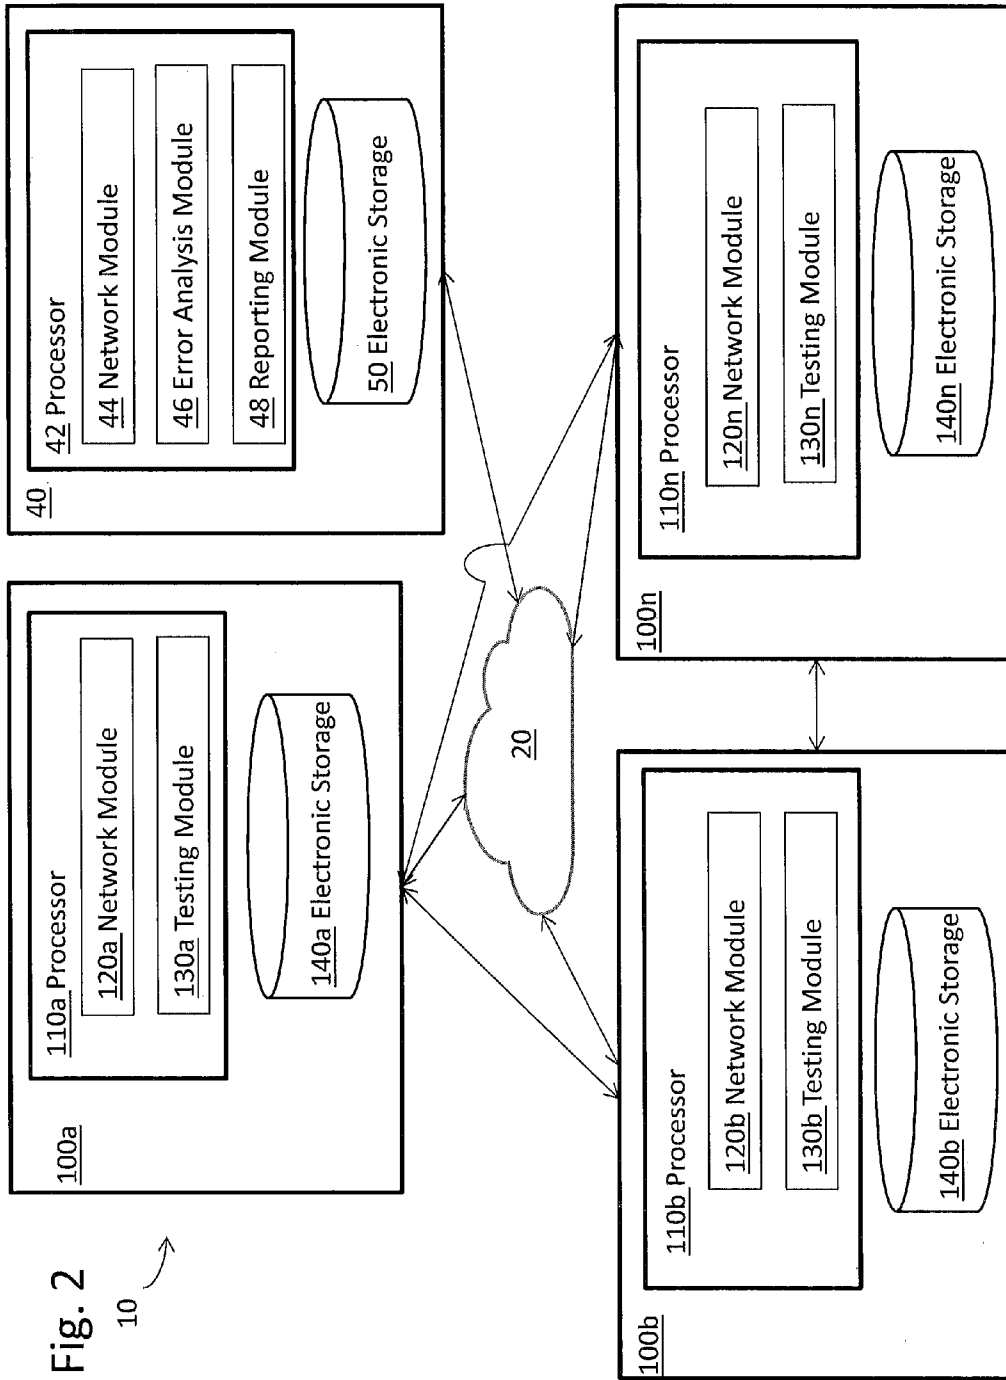 Fig. 2
10
100a
110a Processor
120a Network Module
130a Testing Module
140a Electronic Storage
40
42 Processor
44 Network Module
46 Error Analysis Module
48 Reporting Module
50 Electronic Storage
20
100b
110b Processor
120b Network Module
130b Testing Module
140b Electronic Storage
100n
110n Processor
120n Network Module
130n Testing Module
140n Electronic Storage